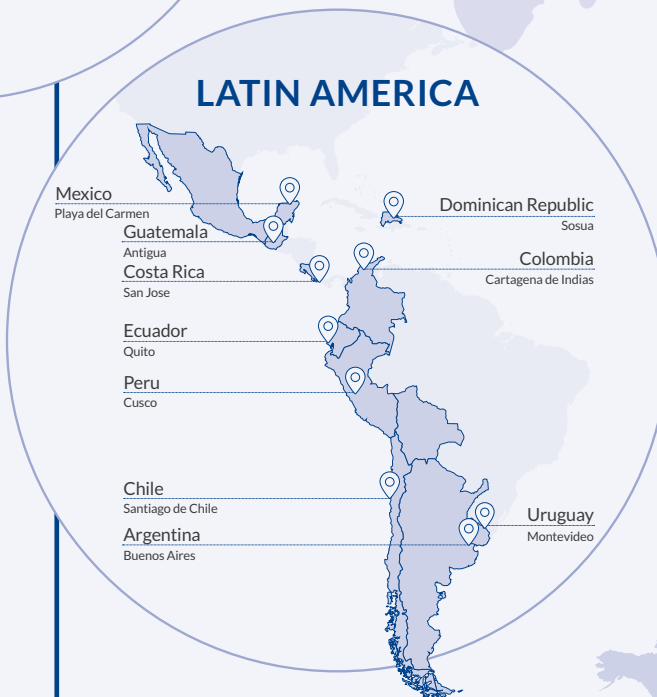 LATIN AMERICA
Mexico
Playa del Carmen
Guatemala
Antigua
Costa Rica
San Jose
Ecuador
Quito
Peru
Cusco
Chile
Santiago de Chile
Argentina
Buenos Aires
Dominican Republic
Sosua
Colombia
Cartagena de Indias
Uruguay
Montevideo